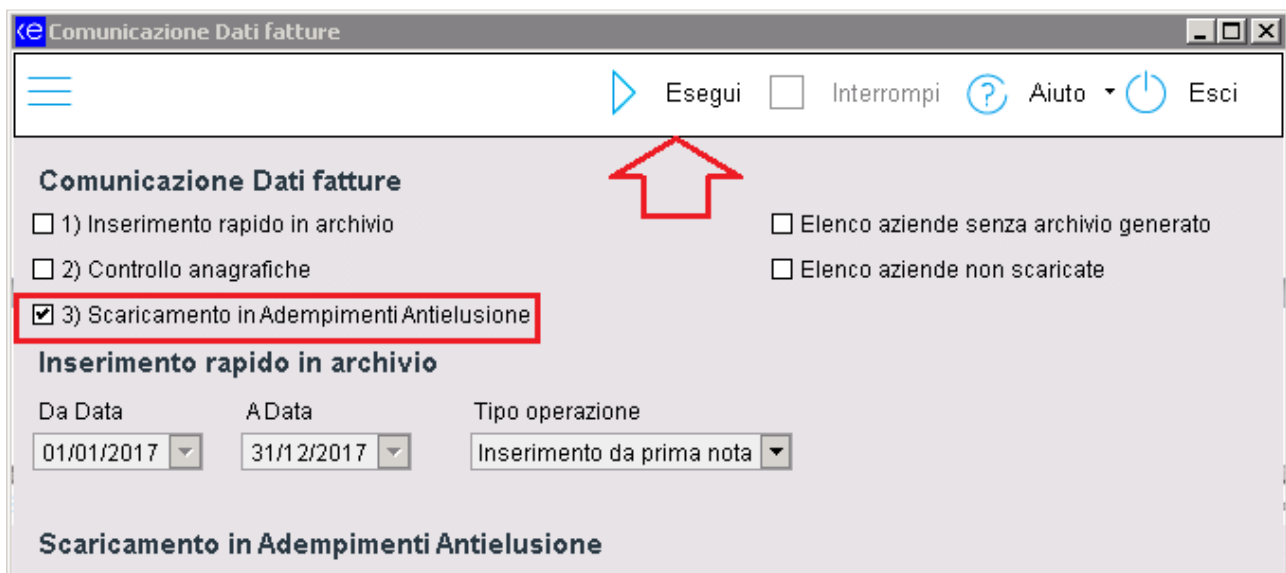 Comunicazione Dati fatture
Esegui Interrompi ? Aiuto Esci
Comunicazione Dati fatture
1) Inserimento rapido in archivio Elenco aziende senza archivio generato
2) Controllo anagrafiche Elenco aziende non scaricate
3) Scaricamento in Adempimenti Antielusione
Inserimento rapido in archivio
Da Data A Data Tipo operazione
01/01/2017 31/12/2017 Inserimento da prima nota
Scaricamento in Adempimenti Antielusione